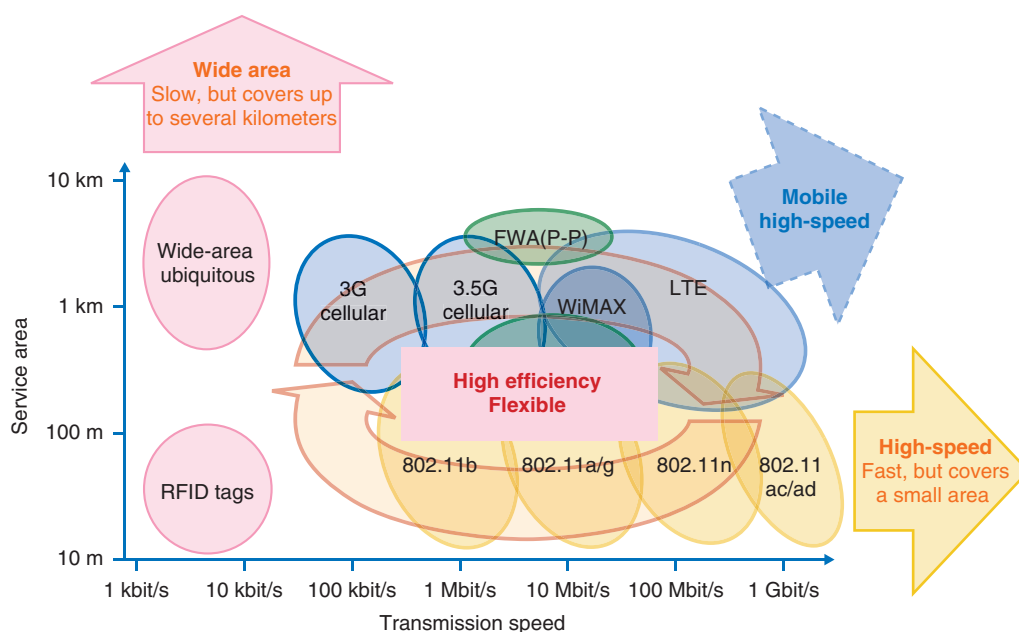 Wide area
Slow, but covers up
to several kilometers
Mobile
high-speed
10 km
1 km
100 m
10 m
Service area
Wide-area
ubiquitous
RFID tags
3G
cellular
3.5G
cellular
FWA(P-P)
WiMAX
LTE
High efficiency
Flexible
802.11b
802.11a/g
802.11n
802.11
ac/ad
High-speed
Fast, but covers
a small area
1 kbit/s
10 kbit/s
100 kbit/s
1 Mbit/s
10 Mbit/s
100 Mbit/s
1 Gbit/s
Transmission speed